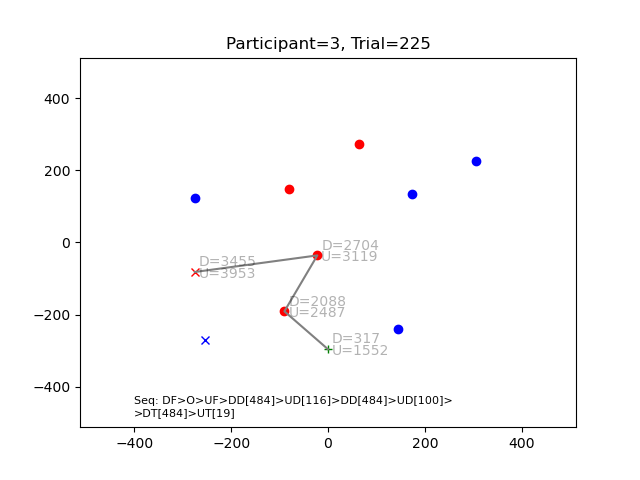 Participant=3, Trial=225
400
200
0
−200
−400
D=2704
U=3119
D=3455
U=3953
D=2088
U=2487
D=317
U=1552
Seq: DF>O>UF>DD[484]>UD[116]>DD[484]>UD[100]>
>DT[484]>UT[19]
−400 −200 0 200 400